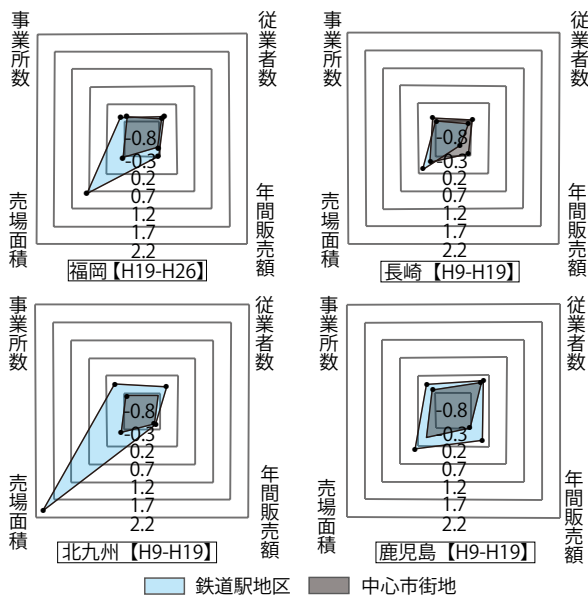 事業所数
従業者数
-0.8
-0.3
0.2
0.7
1.2
1.7
2.2
売場面積
年間販売額
福岡【H19-H26】
事業所数
従業者数
-0.8
-0.3
0.2
0.7
1.2
1.7
2.2
売場面積
年間販売額
長崎【H9-H19】
事業所数
従業者数
-0.8
-0.3
0.2
0.7
1.2
1.7
2.2
売場面積
年間販売額
北九州【H9-H19】
事業所数
従業者数
-0.8
-0.3
0.2
0.7
1.2
1.7
2.2
売場面積
年間販売額
鹿児島【H9-H19】
鉄道駅地区 中心市街地